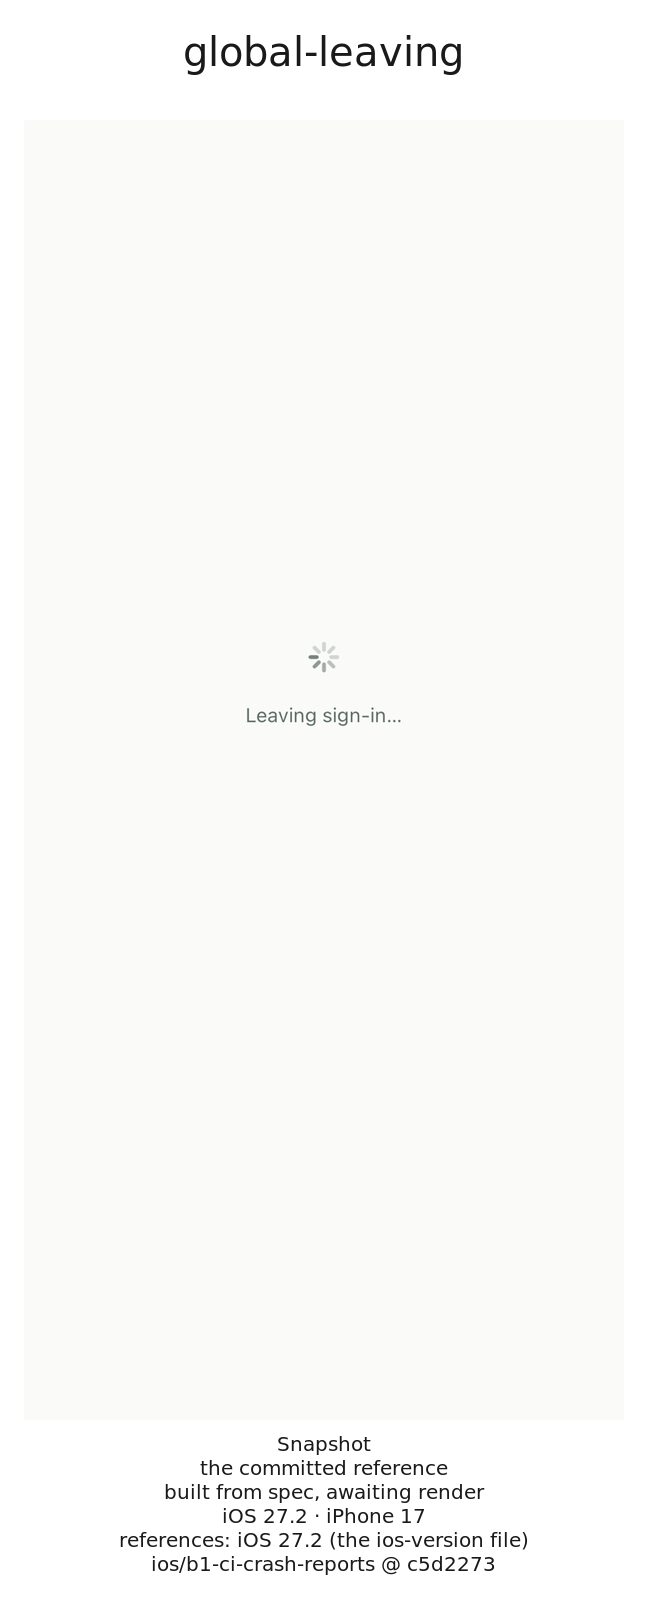 global-leaving
Leaving sign-in…
Snapshot
the committed reference
built from spec, awaiting render
iOS 27.2 · iPhone 17
references: iOS 27.2 (the ios-version file)
ios/b1-ci-crash-reports @ c5d2273